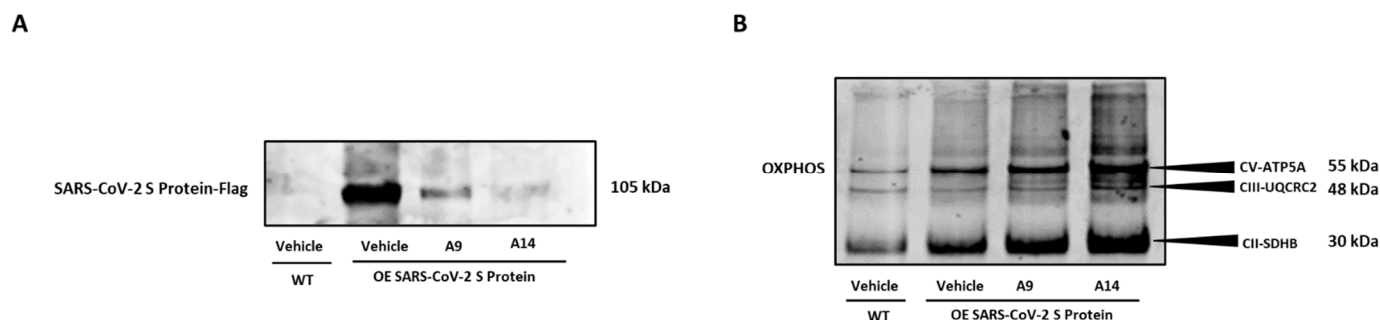 A
SARS-CoV-2 S Protein-Flag
105 kDa
Vehicle Vehicle A9 A14
WT OE SARS-CoV-2 S Protein
B
OXPHOS
CV-ATP5A 55 kDa
CIII-UQCRC2 48 kDa
CII-SDHB 30 kDa
Vehicle Vehicle A9 A14
WT OE SARS-CoV-2 S Protein